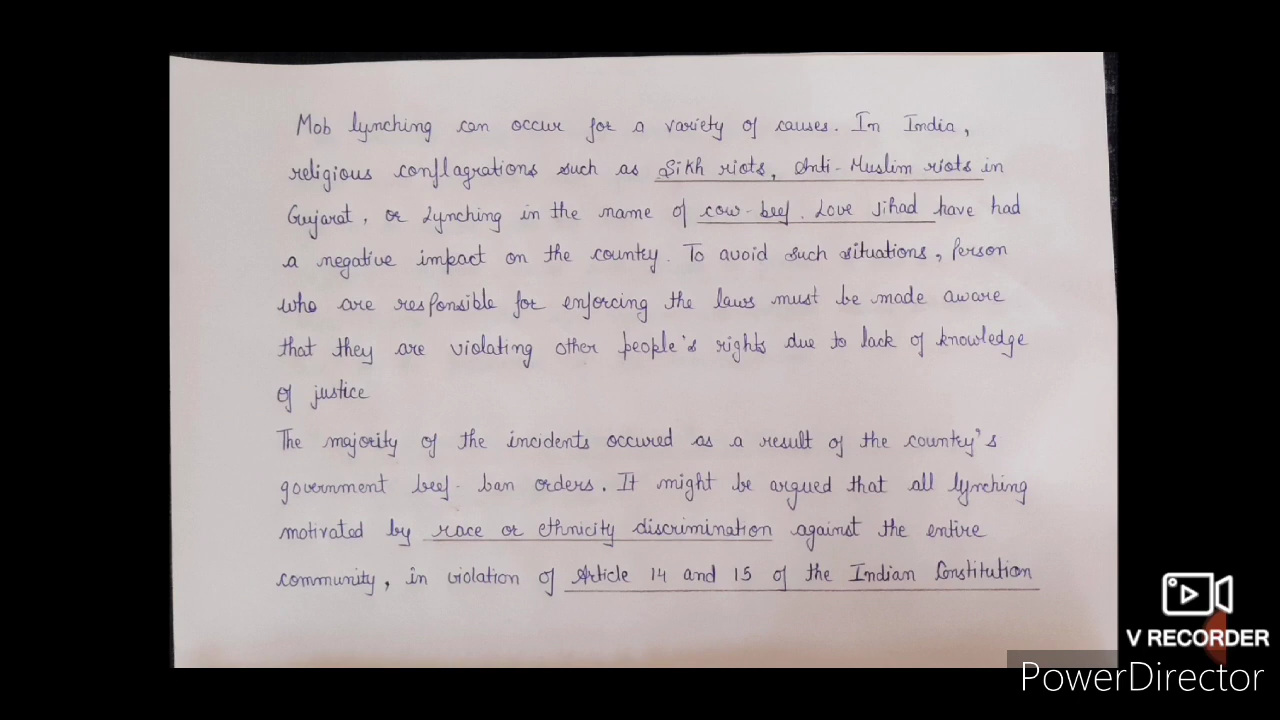 Mob lynching can occur for a variety of causes. In India,
religious conflagrations such as Sikh riots, Anti-Muslim riots in
Gujarat, or Lynching in the name of cow-beef. Love Jihad have had
a negative impact on the country. To avoid such situations, Person
who are responsible for enforcing the laws must be made aware
that they are violating other people's rights due to lack of knowledge
of justice
The majority of the incidents occured as a result of the country's
government beef-ban orders. It might be argued that all lynching
motivated by race or ethnicity discrimination against the entire
community, in violation of Article 14 and 15 of the Indian Constitution
V RECORDER
PowerDirector